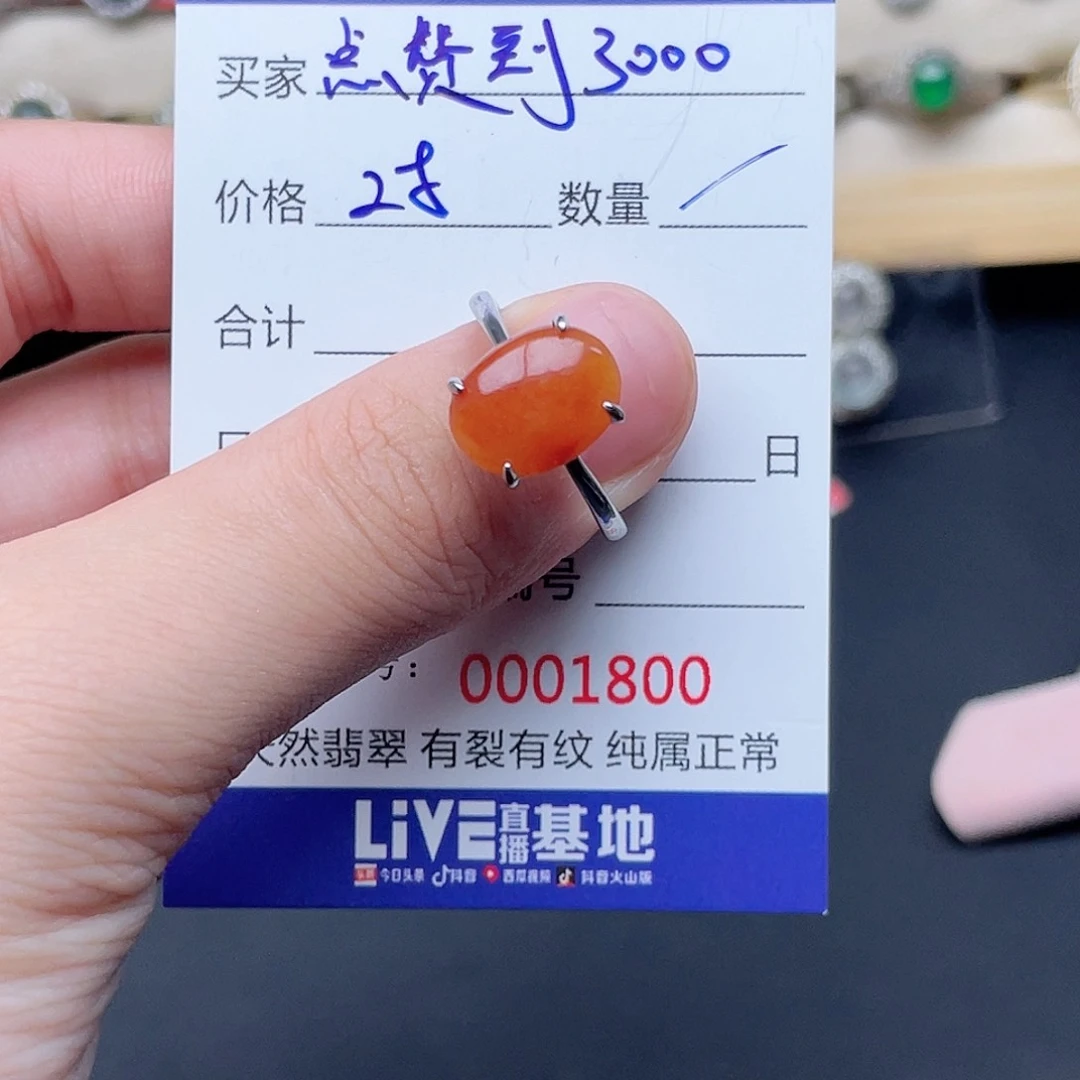 买家 点赞到3000
价格 2才 数量 /
合计
日
号
号: 0001800
然翡翠 有裂有纹 纯属正常
LiVE直播基地
今日头条 抖音 西瓜视频 抖音火山版